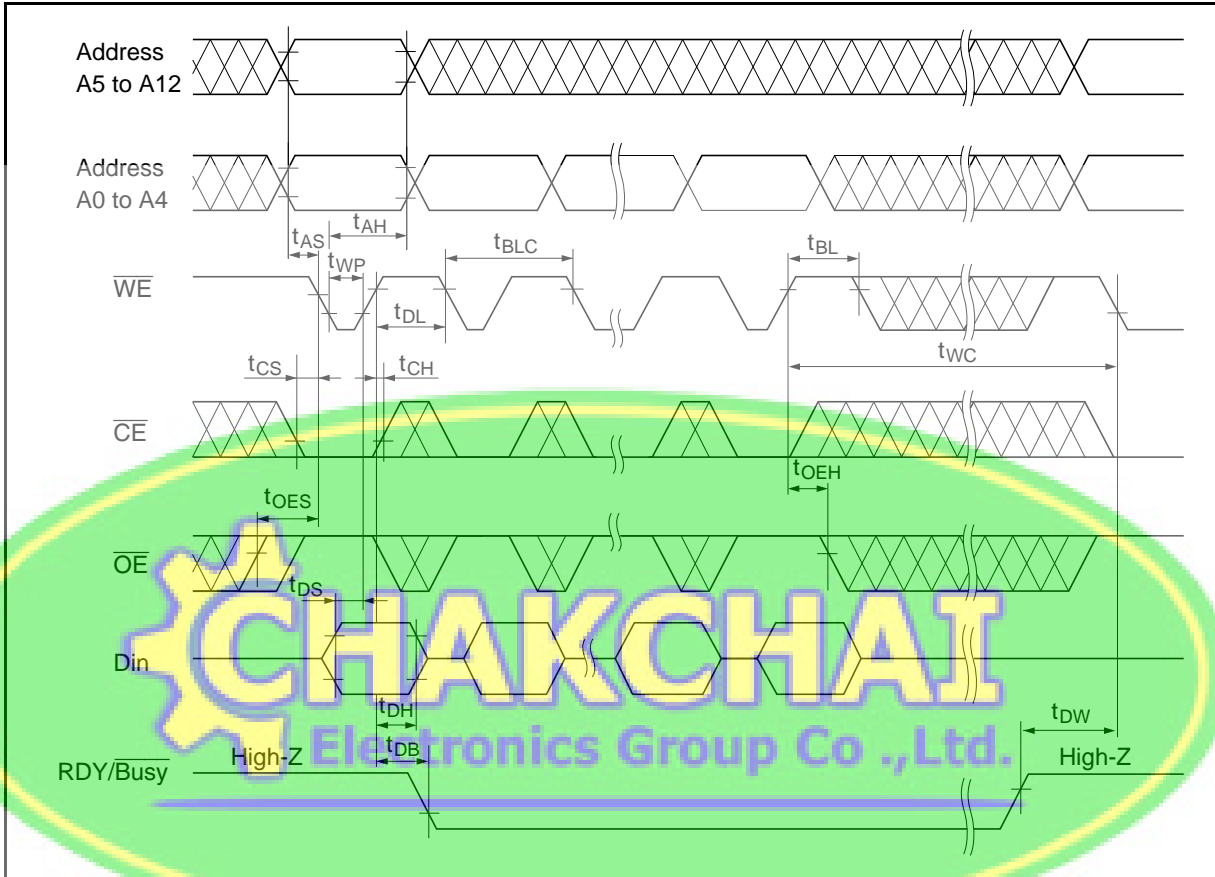 Address
A5 to A12
Address
A0 to A4
tAH
tAS
tBLC
tBL
tWP
WE
tDL
tWC
tCS
tCH
CE
tOEH
tOES
OE
tDS
CHAKCHAI
Din
tDH
tDW
Electronics Group Co .,Ltd.
tDB
High-Z
High-Z
RDY/Busy